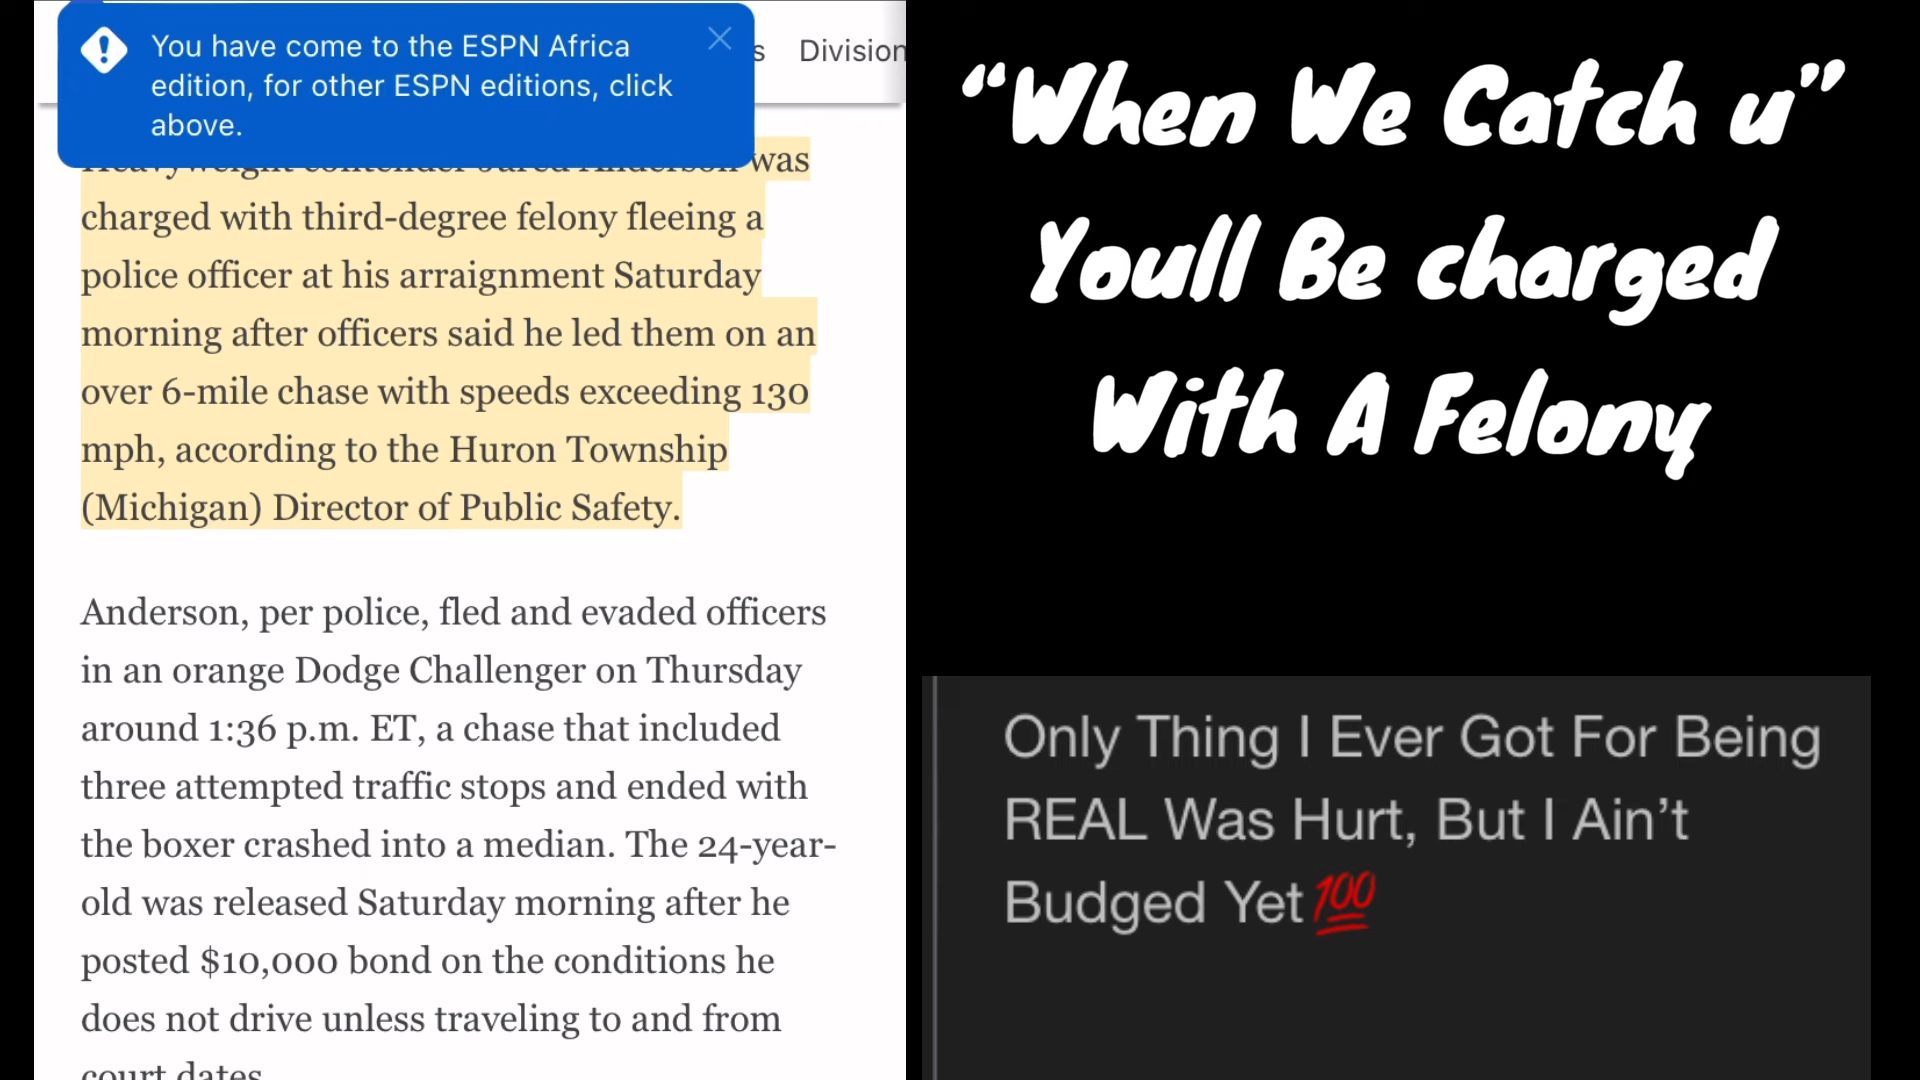 You have come to the ESPN Africa
edition, for other ESPN editions, click
above.
Division
Heavyweight contender Jared Anderson was
charged with third-degree felony fleeing a
police officer at his arraignment Saturday
morning after officers said he led them on an
over 6-mile chase with speeds exceeding 130
mph, according to the Huron Township
(Michigan) Director of Public Safety.
Anderson, per police, fled and evaded officers
in an orange Dodge Challenger on Thursday
around 1:36 p.m. ET, a chase that included
three attempted traffic stops and ended with
the boxer crashed into a median. The 24-year-
old was released Saturday morning after he
posted $10,000 bond on the conditions he
does not drive unless traveling to and from
court dates
“When We Catch u”
Youll Be charged
With A Felony
Only Thing I Ever Got For Being
REAL Was Hurt, But I Ain’t
Budged Yet💯